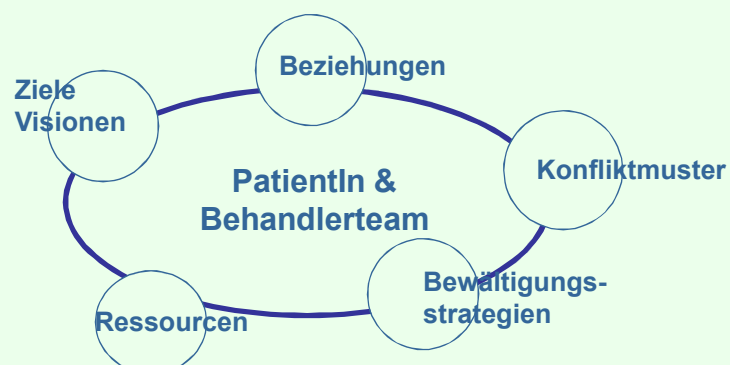 Beziehungen
Ziele
Visionen
Konfliktmuster
PatientIn &
Behandlerteam
Bewältigungs-
strategien
Ressourcen